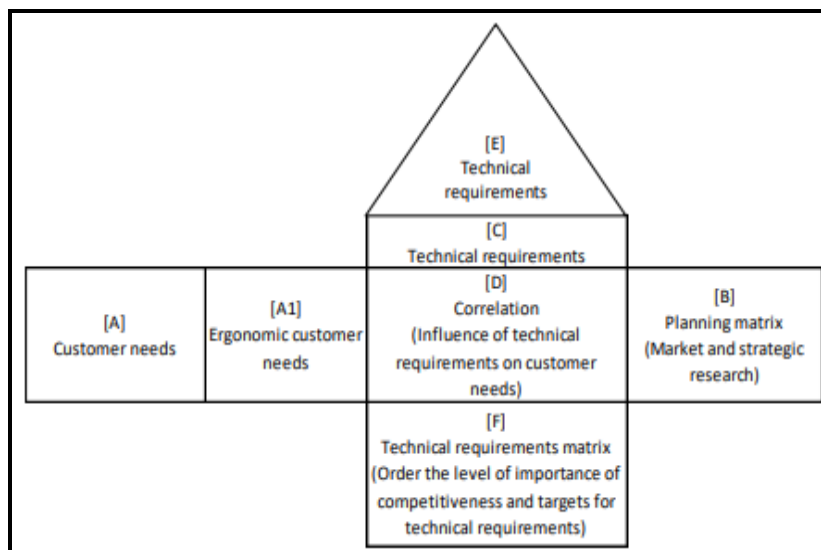 [E]
Technical
requirements
[C]
Technical requirements
[A]
Customer needs
[A1]
Ergonomic customer
needs
[D]
Correlation
(Influence of technical
requirements on customer
needs)
[B]
Planning matrix
(Market and strategic
research)
[F]
Technical requirements matrix
(Order the level of importance of
competitiveness and targets for
technical requirements)